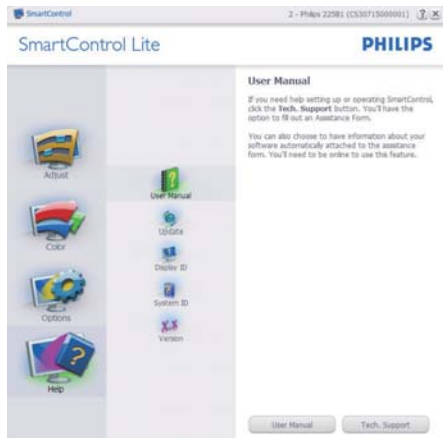 SmartControl
2 - Philips 225B1 (CS30715000001)
SmartControl Lite
PHILIPS
Adjust
Color
Options
Help
User Manual
Update
Display ID
System ID
Version
User Manual
If you need help setting up or operating SmartControl,
click the Tech. Support button. You'll have the
option to fill out an Assistance Form.
You can also choose to have information about your
software automatically attached to the assistance
form. You'll need to be online to use this feature.
User Manual
Tech. Support